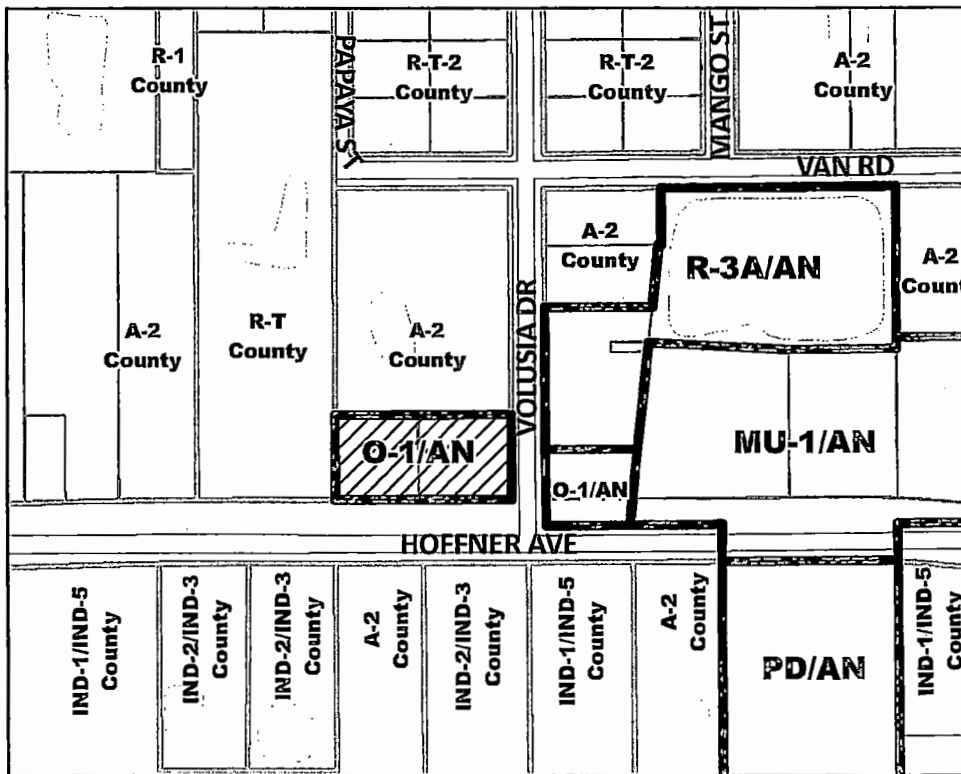 R-1
County
PAPAYA ST
R-T-2
County
R-T-2
County
MANGO ST
A-2
County
VAN RD
A-2
County
R-3A/AN
A-2
A-2
County
R-T
County
A-2
County
VOLUSIA DR
O-1/AN
MU-1/AN
O-1/AN
HOFFNER AVE
IND-1/IND-5
County
IND-2/IND-3
County
IND-2/IND-3
County
A-2
County
IND-2/IND-3
County
IND-1/IND-5
County
A-2
County
PD/AN
IND-1/IND-5
County